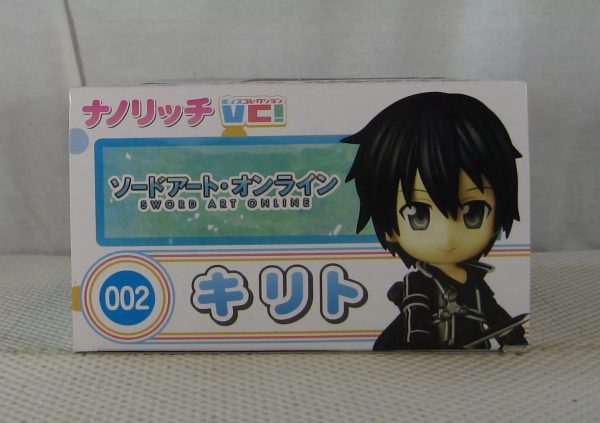 ボイスコレクション
ナノリッチ VC!
ソードアート・オンライン
SWORD ART ONLINE
002 キリト